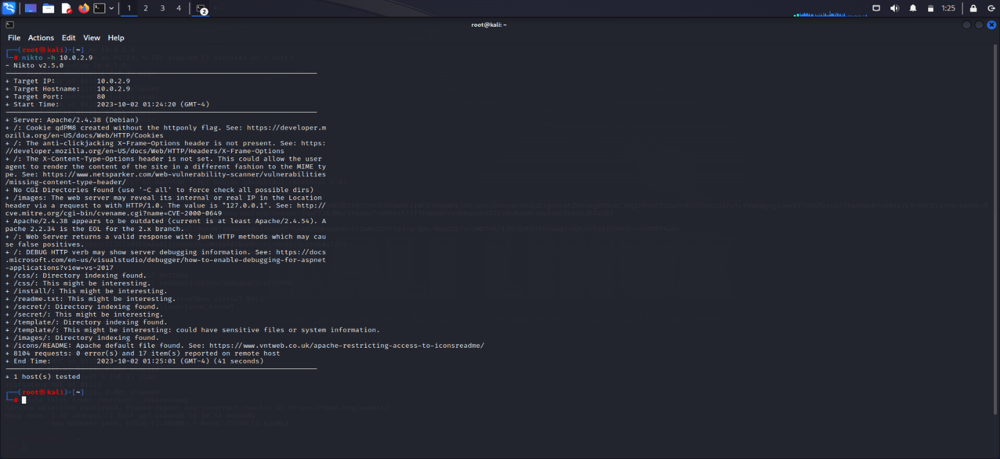 1 2 3 4 2 1:25
root@kali: ~
File Actions Edit View Help
┌──(root㉿kali)-[~]
└─# nikto -h 10.0.2.9
- Nikto v2.5.0
+ Target IP: 10.0.2.9
+ Target Hostname: 10.0.2.9
+ Target Port: 80
+ Start Time: 2023-10-02 01:24:20 (GMT-4)
+ Server: Apache/2.4.38 (Debian)
+ /: Cookie qdPM8 created without the httponly flag. See: https://developer.m
ozilla.org/en-US/docs/Web/HTTP/Cookies
+ /: The anti-clickjacking X-Frame-Options header is not present. See: https:
//developer.mozilla.org/en-US/docs/Web/HTTP/Headers/X-Frame-Options
+ /: The X-Content-Type-Options header is not set. This could allow the user
agent to render the content of the site in a different fashion to the MIME ty
pe. See: https://www.netsparker.com/web-vulnerability-scanner/vulnerabilities
/missing-content-type-header/
+ No CGI Directories found (use '-C all' to force check all possible dirs)
+ /images: The web server may reveal its internal or real IP in the Location
header via a request to with HTTP/1.0. The value is "127.0.0.1". See: http://
cve.mitre.org/cgi-bin/cvename.cgi?name=CVE-2000-0649
+ Apache/2.4.38 appears to be outdated (current is at least Apache/2.4.54). A
pache 2.2.34 is the EOL for the 2.x branch.
+ /: Web Server returns a valid response with junk HTTP methods which may cau
se false positives.
+ /: DEBUG HTTP verb may show server debugging information. See: https://docs
.microsoft.com/en-us/visualstudio/debugger/how-to-enable-debugging-for-aspnet
-applications?view=vs-2017
+ /css/: Directory indexing found.
+ /css/: This might be interesting.
+ /install/: This might be interesting.
+ /readme.txt: This might be interesting.
+ /secret/: Directory indexing found.
+ /secret/: This might be interesting.
+ /template/: Directory indexing found.
+ /template/: This might be interesting: could have sensitive files or system information.
+ /images/: Directory indexing found.
+ /icons/README: Apache default file found. See: https://www.vntweb.co.uk/apache-restricting-access-to-iconsreadme/
+ 8104 requests: 0 error(s) and 17 item(s) reported on remote host
+ End Time: 2023-10-02 01:25:01 (GMT-4) (41 seconds)
+ 1 host(s) tested
┌──(root㉿kali)-[~]
└─#